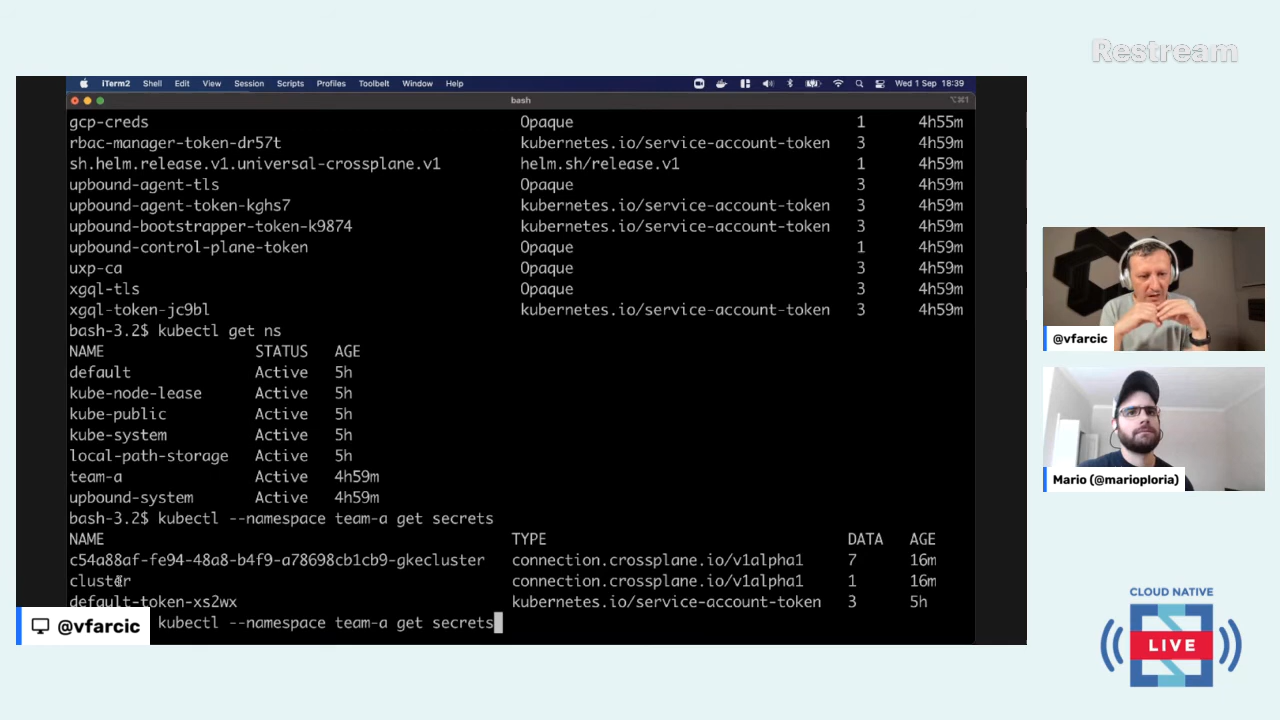 Restream
iTerm2 Shell Edit View Session Scripts Profiles Toolbelt Window Help Wed 1 Sep 18:39
bash ⌥⌘1
gcp-creds Opaque 1 4h55m
rbac-manager-token-dr57t kubernetes.io/service-account-token 3 4h59m
sh.helm.release.v1.universal-crossplane.v1 helm.sh/release.v1 1 4h59m
upbound-agent-tls Opaque 3 4h59m
upbound-agent-token-kghs7 kubernetes.io/service-account-token 3 4h59m
upbound-bootstrapper-token-k9874 kubernetes.io/service-account-token 3 4h59m
upbound-control-plane-token Opaque 1 4h59m
uxp-ca Opaque 3 4h59m
xgql-tls Opaque 3 4h59m
xgql-token-jc9bl kubernetes.io/service-account-token 3 4h59m
bash-3.2$ kubectl get ns
NAME STATUS AGE
default Active 5h
kube-node-lease Active 5h
kube-public Active 5h
kube-system Active 5h
local-path-storage Active 5h
team-a Active 4h59m
upbound-system Active 4h59m
bash-3.2$ kubectl --namespace team-a get secrets
NAME TYPE DATA AGE
c54a88af-fe94-48a8-b4f9-a78698cb1cb9-gkecluster connection.crossplane.io/v1alpha1 7 16m
cluster connection.crossplane.io/v1alpha1 1 16m
default-token-xs2wx kubernetes.io/service-account-token 3 5h
kubectl --namespace team-a get secrets
@vfarcic
@vfarcic
Mario (@marioploria)
CLOUD NATIVE
LIVE